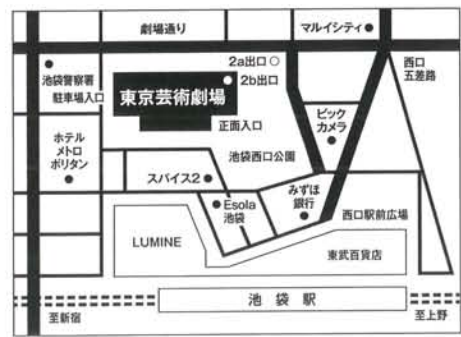 劇場通り
マルイシティ
2a出口
2b出口
西口
五差路
池袋警察署
駐車場入口
東京芸術劇場
正面入口
ビック
カメラ
ホテル
メトロ
ポリタン
池袋西口公園
スパイス2
みずほ
銀行
Esola
池袋
西口駅前広場
LUMINE
東武百貨店
池袋駅
至新宿
至上野